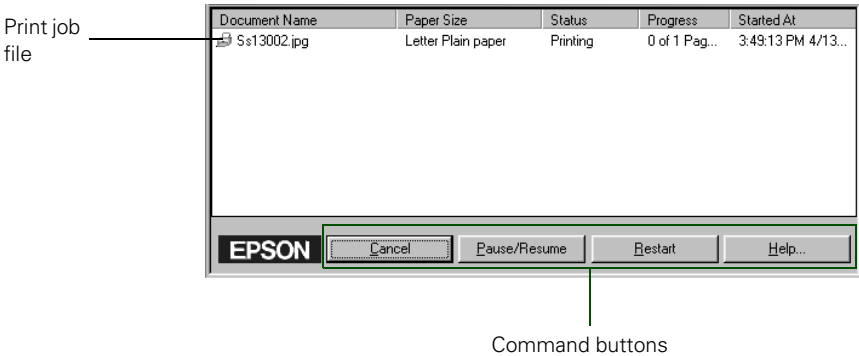 Print job
file
Document Name Paper Size Status Progress Started At
Ss13002.jpg Letter Plain paper Printing 0 of 1 Pag... 3:49:13 PM 4/13...
EPSON Cancel Pause/Resume Restart Help...
Command buttons